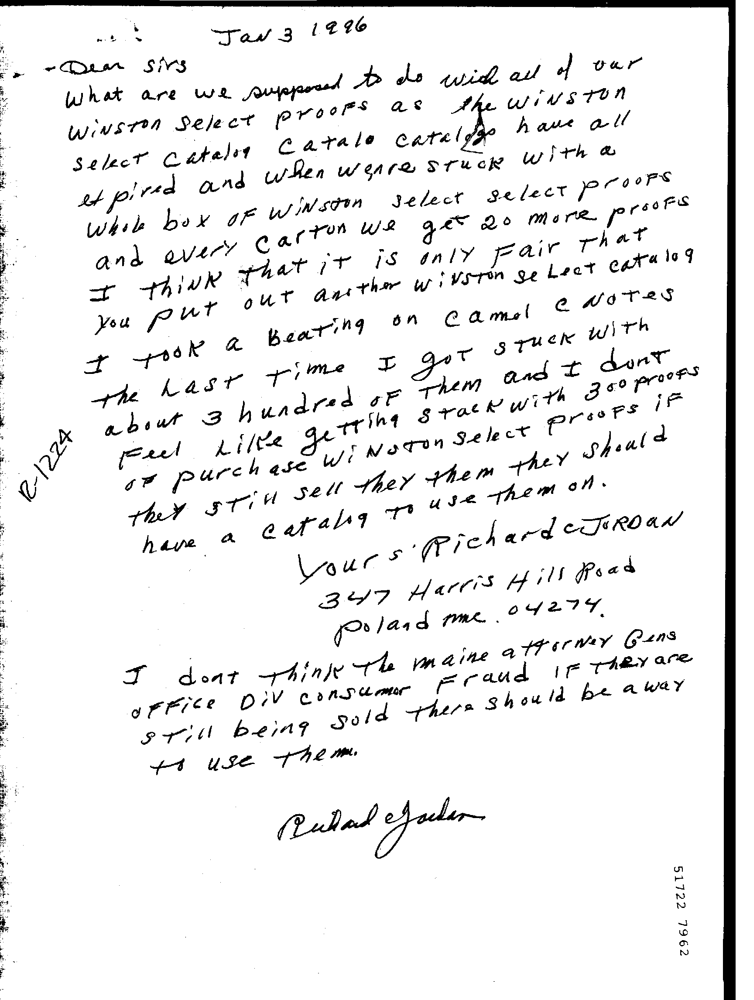 Jan 3 1996
Dear Sirs
What are we supposed to do with all of our
Winston Select proofs as the Winston
Select Catalog Catalo catalogs have all
expired and when we're stuck with a
whole box of Winston select select proofs
and every carton we get 20 more proofs
I think that it is only fair that
you put out another Winston select catalog
I took a beating on camel c notes
the last time I got stuck with
about 3 hundred of them and I dont
feel like getting stuck with 300 proofs
of purchase Winston select proofs if
they still sell they them they should
have a catalog to use them on.
Yours Richard c Jordan
347 Harris Hill Road
Poland me. 04274.
I dont think the maine attorney Gens
office Div consumer Fraud if they are
still being sold there should be a way
to use them.
Richard c Jordan
R-1224
51722 7962